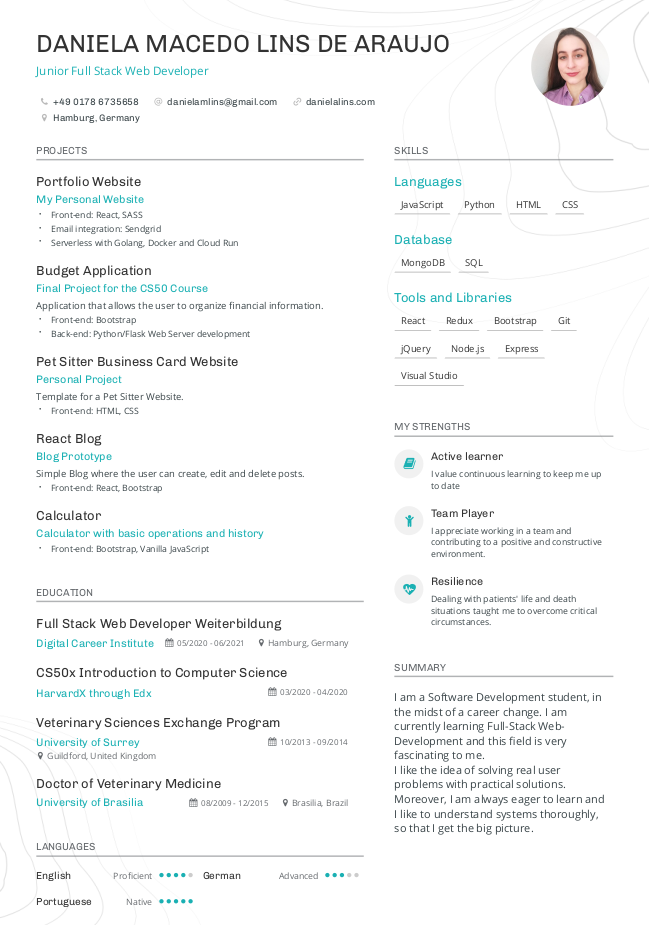 DANIELA MACEDO LINS DE ARAUJO
Junior Full Stack Web Developer
+49 0178 6735658 danielamlins@gmail.com danielalins.com
Hamburg, Germany
PROJECTS
Portfolio Website
My Personal Website
• Front-end: React, SASS
• Email integration: Sendgrid
• Serverless with Golang, Docker and Cloud Run
Budget Application
Final Project for the CS50 Course
Application that allows the user to organize financial information.
• Front-end: Bootstrap
• Back-end: Python/Flask Web Server development
Pet Sitter Business Card Website
Personal Project
Template for a Pet Sitter Website.
• Front-end: HTML, CSS
React Blog
Blog Prototype
Simple Blog where the user can create, edit and delete posts.
• Front-end: React, Bootstrap
Calculator
Calculator with basic operations and history
• Front-end: Bootstrap, Vanilla JavaScript
EDUCATION
Full Stack Web Developer Weiterbildung
Digital Career Institute 05/2020 - 06/2021 Hamburg, Germany
CS50x Introduction to Computer Science
HarvardX through Edx 03/2020 - 04/2020
Veterinary Sciences Exchange Program
University of Surrey 10/2013 - 09/2014
Guildford, United Kingdom
Doctor of Veterinary Medicine
University of Brasilia 08/2009 - 12/2015 Brasilia, Brazil
LANGUAGES
English Proficient German Advanced
Portuguese Native
SKILLS
Languages
JavaScript Python HTML CSS
Database
MongoDB SQL
Tools and Libraries
React Redux Bootstrap Git
jQuery Node.js Express
Visual Studio
MY STRENGTHS
Active learner
I value continuous learning to keep me up
to date
Team Player
I appreciate working in a team and
contributing to a positive and constructive
environment.
Resilience
Dealing with patients' life and death
situations taught me to overcome critical
circumstances.
SUMMARY
I am a Software Development student, in
the midst of a career change. I am
currently learning Full-Stack Web-
Development and this field is very
fascinating to me.
I like the idea of solving real user
problems with practical solutions.
Moreover, I am always eager to learn and
I like to understand systems thoroughly,
so that I get the big picture.